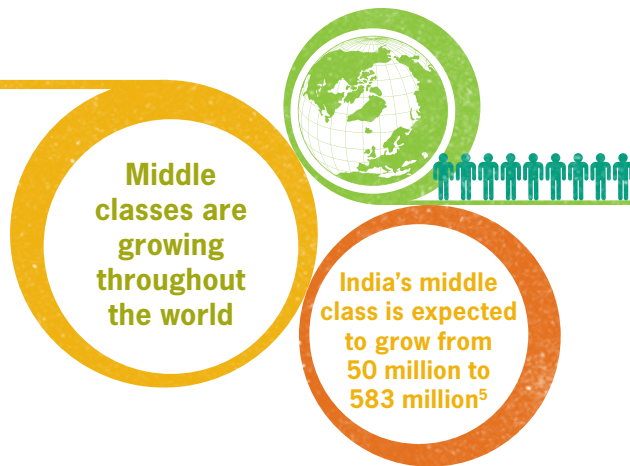 Middle
classes are
growing
throughout
the world
India's middle
class is expected
to grow from
50 million to
583 million⁵